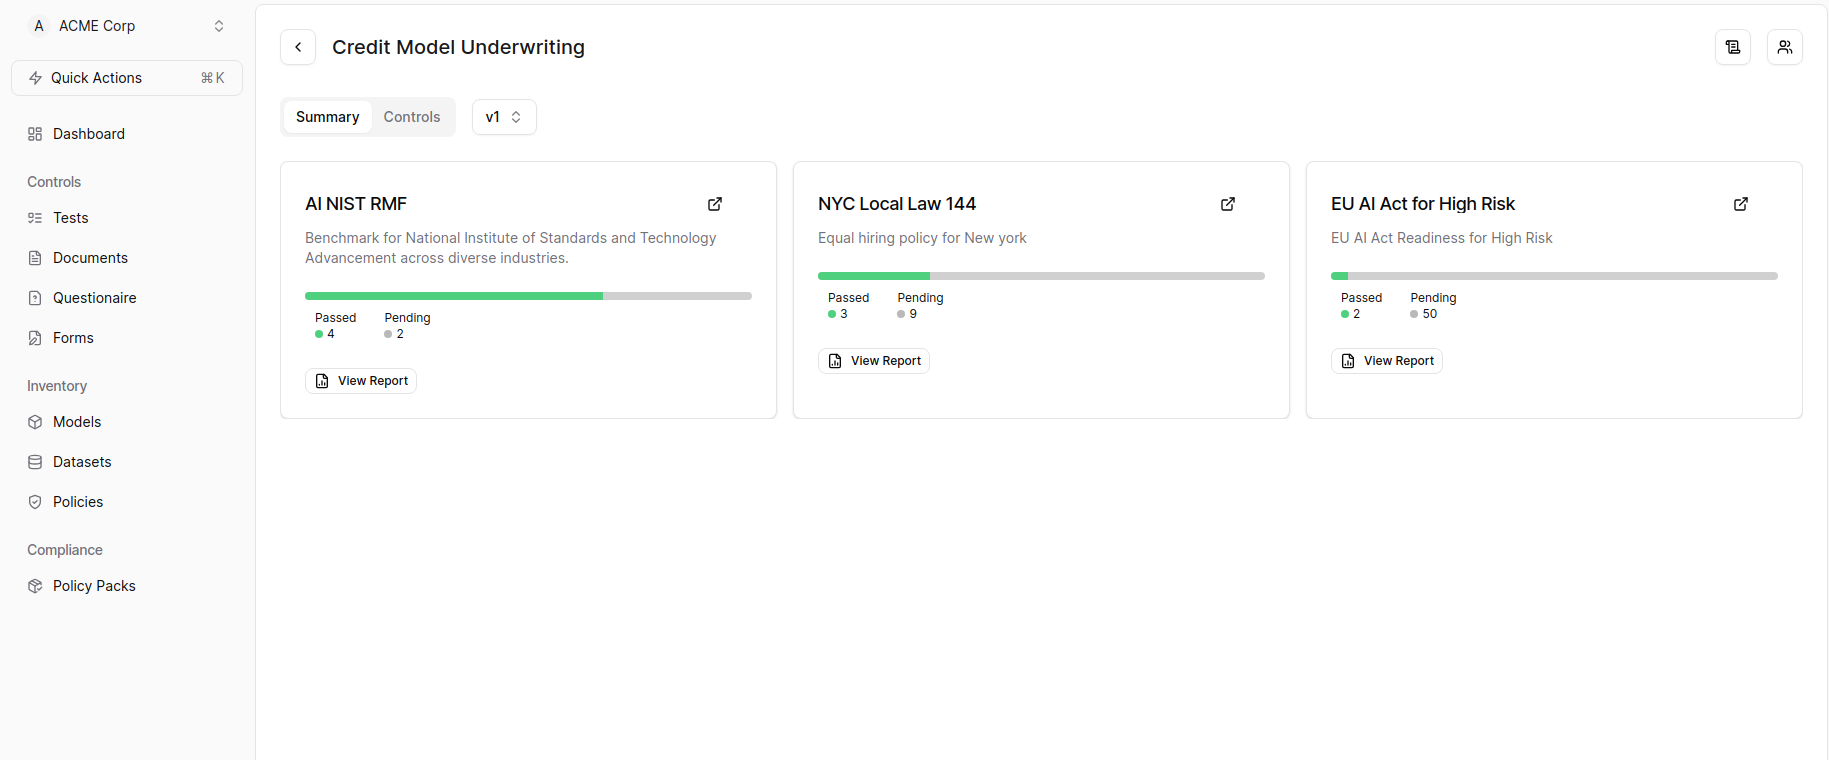 A ACME Corp
Quick Actions ⌘K
Dashboard
Controls
Tests
Documents
Questionaire
Forms
Inventory
Models
Datasets
Policies
Compliance
Policy Packs
Credit Model Underwriting
Summary Controls v1
AI NIST RMF
Benchmark for National Institute of Standards and Technology
Advancement across diverse industries.
Passed Pending
4 2
View Report
NYC Local Law 144
Equal hiring policy for New york
Passed Pending
3 9
View Report
EU AI Act for High Risk
EU AI Act Readiness for High Risk
Passed Pending
2 50
View Report